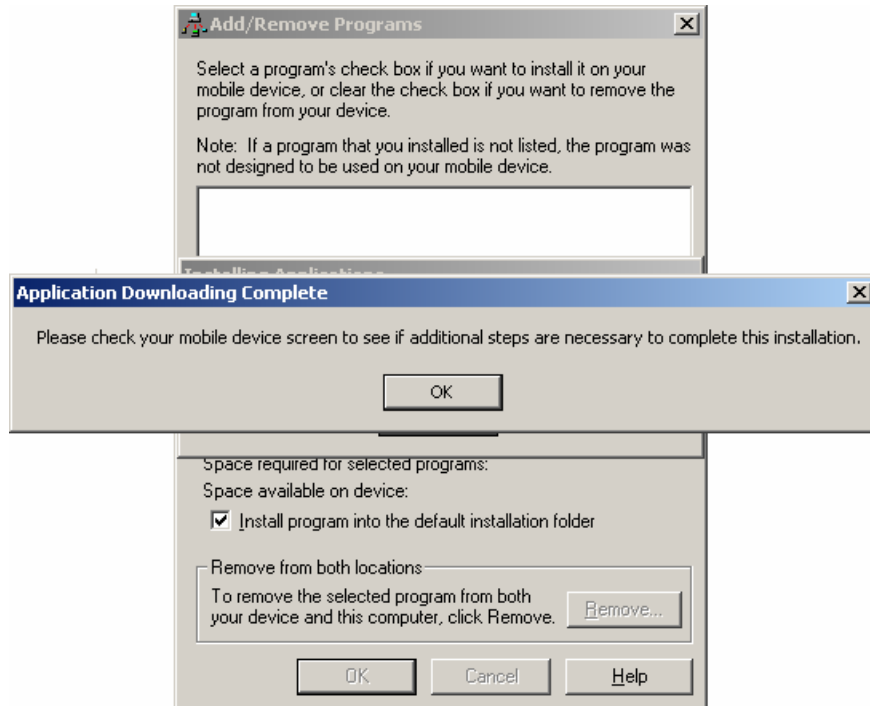 Add/Remove Programs
Select a program's check box if you want to install it on your
mobile device, or clear the check box if you want to remove the
program from your device.
Note: If a program that you installed is not listed, the program was
not designed to be used on your mobile device.
Installing Applications
Application Downloading Complete
Please check your mobile device screen to see if additional steps are necessary to complete this installation.
OK
Space required for selected programs:
Space available on device:
Install program into the default installation folder
Remove from both locations
To remove the selected program from both
your device and this computer, click Remove.
Remove...
OK
Cancel
Help